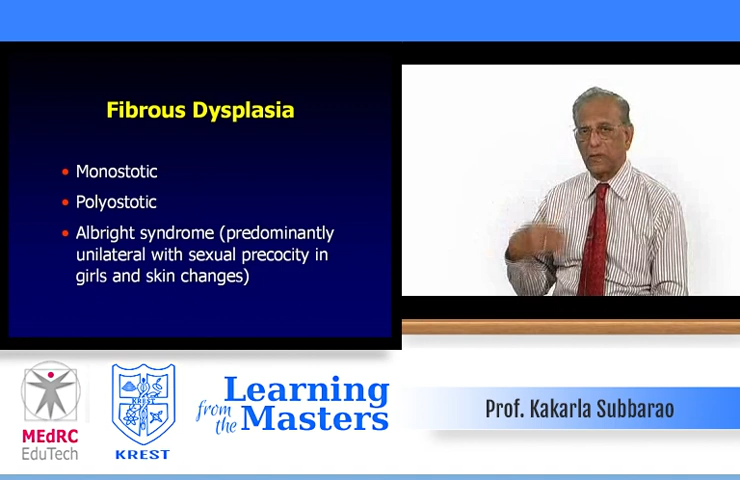 Fibrous Dysplasia
• Monostotic
• Polyostotic
• Albright syndrome (predominantly
unilateral with sexual precocity in
girls and skin changes)
MEdRC
EduTech
KREST
KREST
Learning
from the
Masters
Prof. Kakarla Subbarao